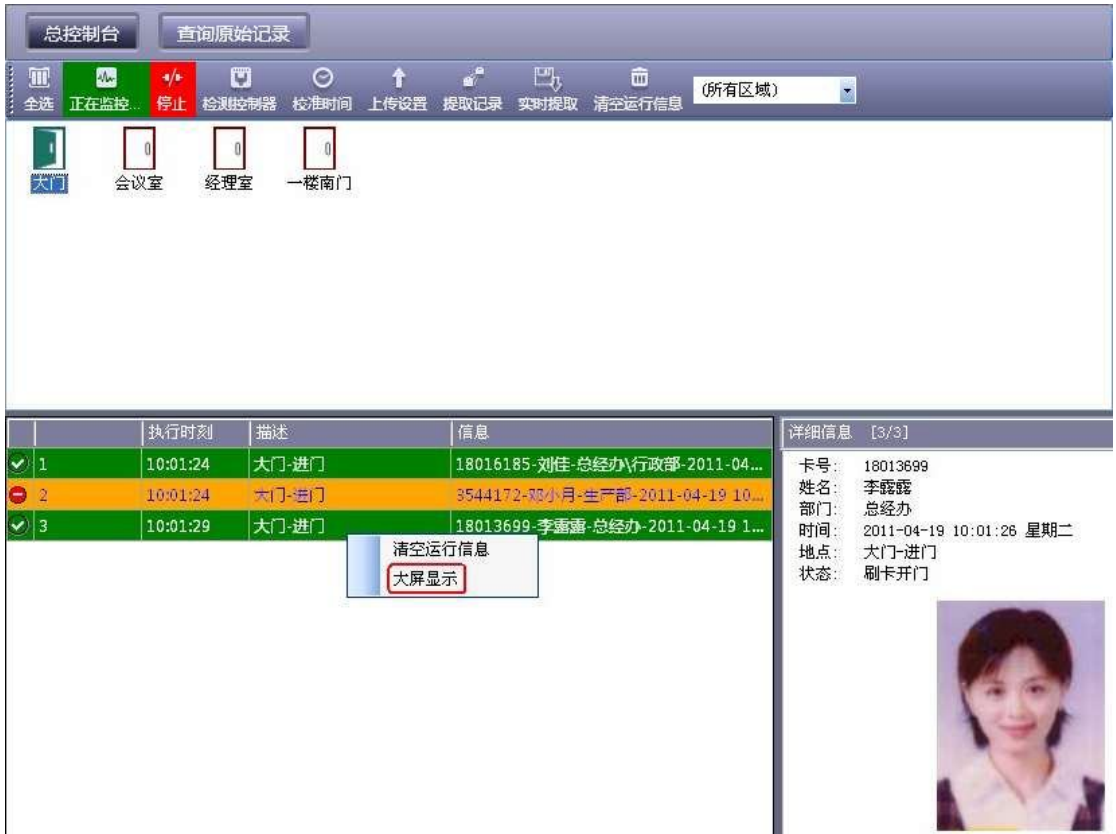 总控制台 查询原始记录
全选 正在监控... 停止 检测控制器 校准时间 上传设置 提取记录 实时提取 清空运行信息 (所有区域)
大门 会议室 经理室 一楼南门
执行时刻 描述 信息
1 10:01:24 大门-进门 18016185-刘佳-总经办\行政部-2011-04...
2 10:01:24 大门-进门 3544172-邓小月-生产部-2011-04-19 10...
3 10:01:29 大门-进门 18013699-李露露-总经办-2011-04-19 1...
清空运行信息
大屏显示
详细信息 [3/3]
卡号: 18013699
姓名: 李露露
部门: 总经办
时间: 2011-04-19 10:01:26 星期二
地点: 大门-进门
状态: 刷卡开门